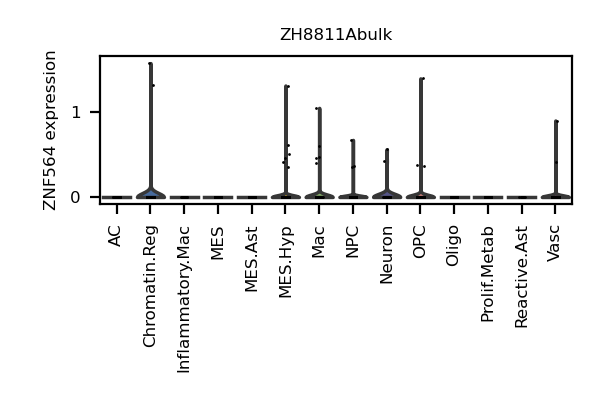 ZH8811Abulk
ZNF564 expression
1
0
AC
Chromatin.Reg
Inflammatory.Mac
MES
MES.Ast
MES.Hyp
Mac
NPC
Neuron
OPC
Oligo
Prolif.Metab
Reactive.Ast
Vasc